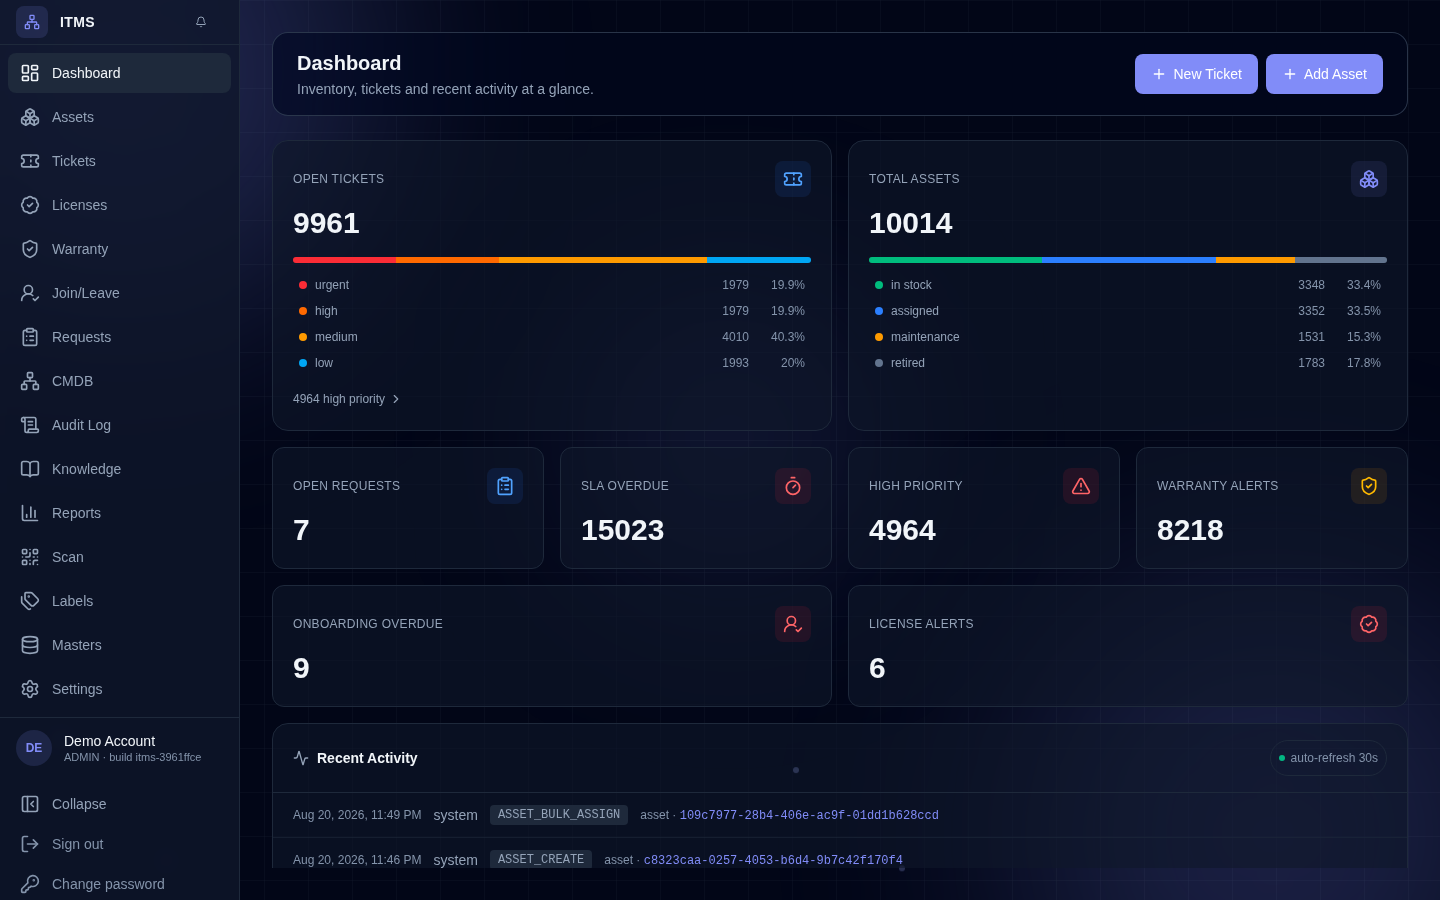 ITMS
Dashboard
Assets
Tickets
Licenses
Warranty
Join/Leave
Requests
CMDB
Audit Log
Knowledge
Reports
Scan
Labels
Masters
Settings
DE
Demo Account
ADMIN · build itms-3961ffce
Collapse
Sign out
Change password
Dashboard
Inventory, tickets and recent activity at a glance.
New Ticket
Add Asset
OPEN TICKETS
9961
urgent 1979 19.9%
high 1979 19.9%
medium 4010 40.3%
low 1993 20%
4964 high priority
TOTAL ASSETS
10014
in stock 3348 33.4%
assigned 3352 33.5%
maintenance 1531 15.3%
retired 1783 17.8%
OPEN REQUESTS
7
SLA OVERDUE
15023
HIGH PRIORITY
4964
WARRANTY ALERTS
8218
ONBOARDING OVERDUE
9
LICENSE ALERTS
6
Recent Activity
auto-refresh 30s
Aug 20, 2026, 11:49 PM system ASSET_BULK_ASSIGN asset · 109c7977-28b4-406e-ac9f-01dd1b628ccd
Aug 20, 2026, 11:46 PM system ASSET_CREATE asset · c8323caa-0257-4053-b6d4-9b7c42f170f4